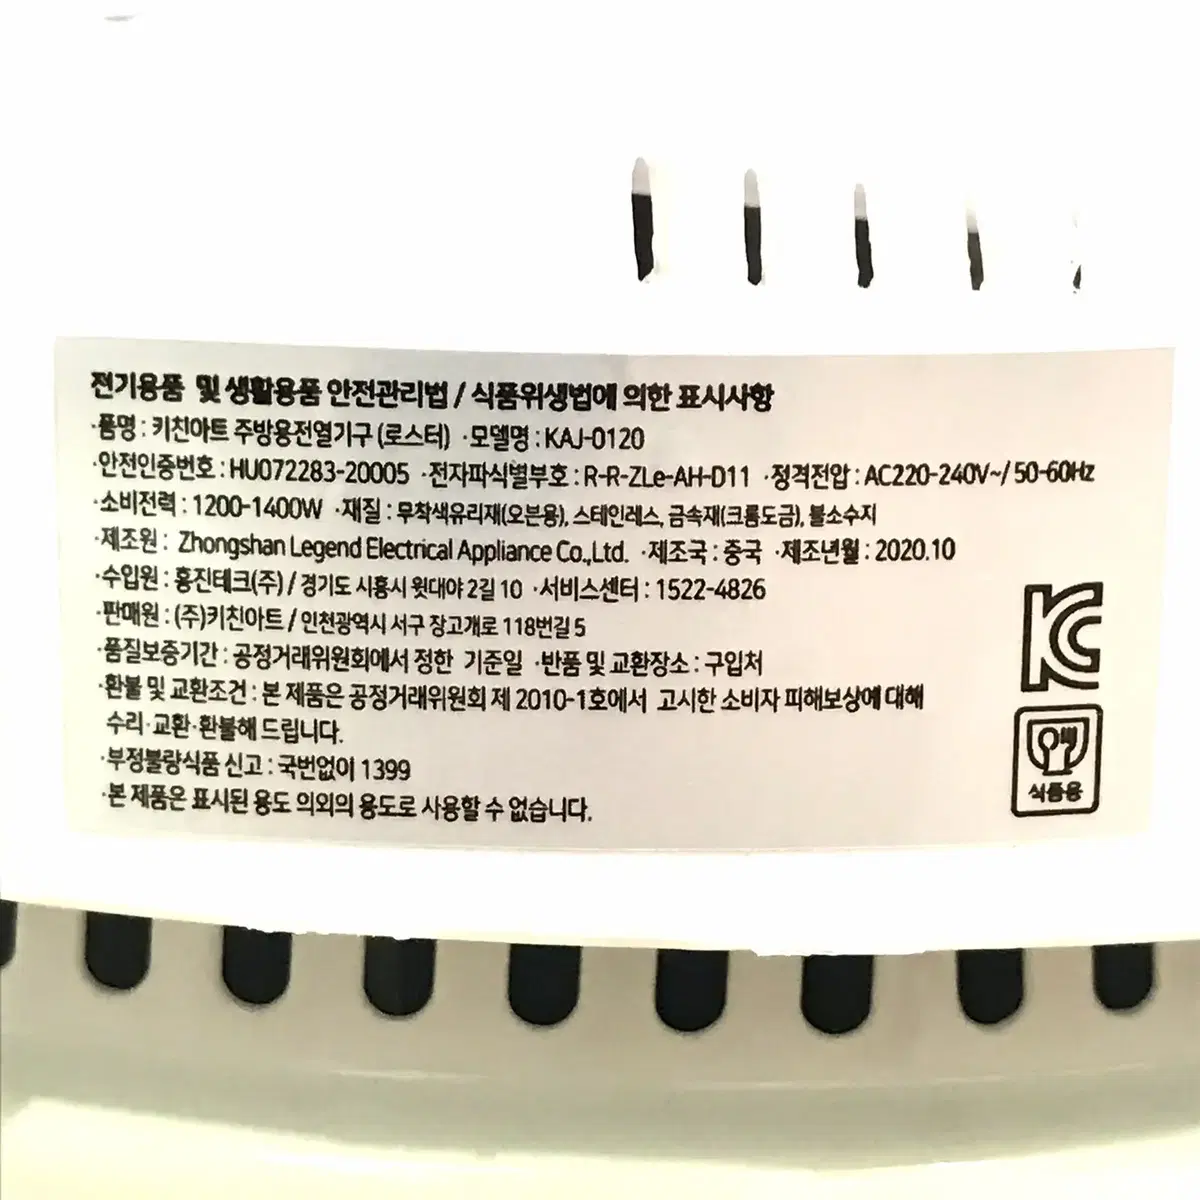 전기용품 및 생활용품 안전관리법 / 식품위생법에 의한 표시사항
·품명 : 키친아트 주방용전열기구 (로스터) ·모델명 : KAJ-0120
·안전인증번호 : HU072283-20005 ·전자파식별부호 : R-R-ZLe-AH-D11 ·정격전압 : AC220-240V~/ 50-60Hz
·소비전력 : 1200-1400W ·재질 : 무착색유리재(오븐용), 스테인레스, 금속재(크롬도금), 불소수지
·제조원 : Zhongshan Legend Electrical Appliance Co.,Ltd. ·제조국 : 중국 ·제조년월 : 2020.10
·수입원 : 홍진테크(주) / 경기도 시흥시 윗대야 2길 10 ·서비스센터 : 1522-4826
·판매원 : (주)키친아트 / 인천광역시 서구 장고개로 118번길 5
·품질보증기간 : 공정거래위원회에서 정한 기준일 ·반품 및 교환장소 : 구입처
·환불 및 교환조건 : 본 제품은 공정거래위원회 제 2010-1호에서 고시한 소비자 피해보상에 대해
수리·교환·환불해 드립니다.
·부정불량식품 신고 : 국번없이 1399
·본 제품은 표시된 용도 의외의 용도로 사용할 수 없습니다.
KC
식품용